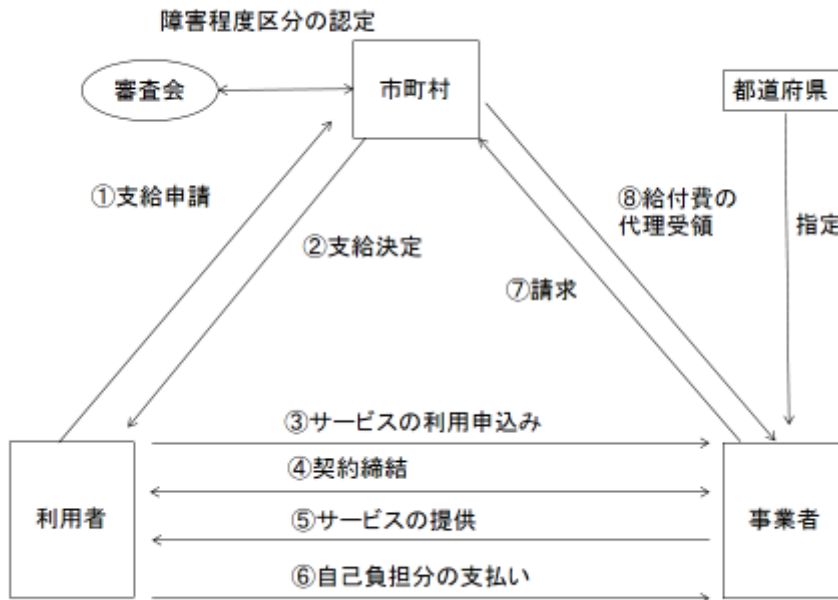 障害程度区分の認定
審査会
市町村
都道府県
①支給申請
②支給決定
⑧給付費の
代理受領
指定
⑦請求
③サービスの利用申込み
④契約締結
利用者
⑤サービスの提供
事業者
⑥自己負担分の支払い